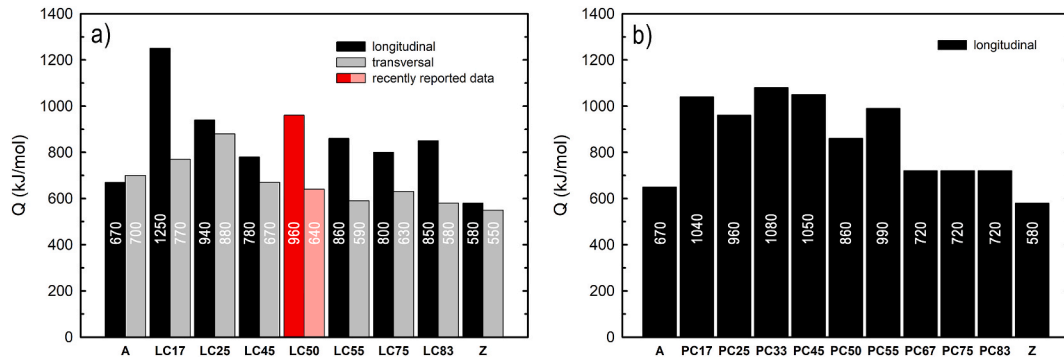 a)
longitudinal
transversal
recently reported data
Q (kJ/mol)
1400
1200
1000
800
600
400
200
0
670 700 1250 770 940 880 780 670 960 640 860 590 800 630 850 580 580 550
A LC17 LC25 LC45 LC50 LC55 LC75 LC83 Z
b)
longitudinal
Q (kJ/mol)
1400
1200
1000
800
600
400
200
0
670 1040 960 1080 1050 860 990 720 720 720 580
A PC17 PC25 PC33 PC45 PC50 PC55 PC67 PC75 PC83 Z